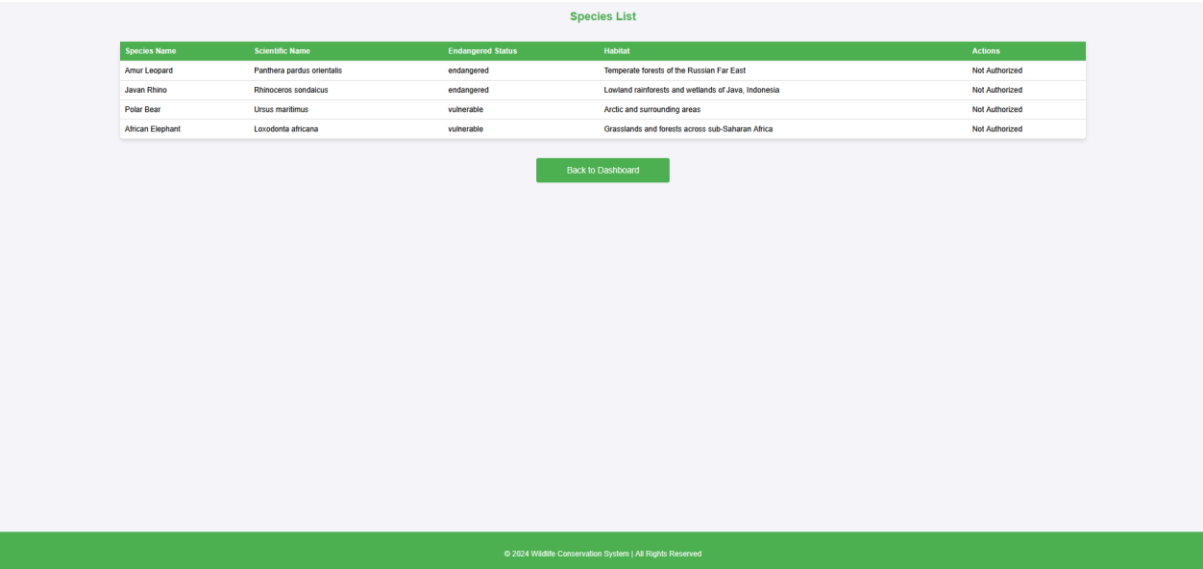 Species List
Species Name Scientific Name Endangered Status Habitat Actions
Amur Leopard Panthera pardus orientalis endangered Temperate forests of the Russian Far East Not Authorized
Javan Rhino Rhinoceros sondaicus endangered Lowland rainforests and wetlands of Java, Indonesia Not Authorized
Polar Bear Ursus maritimus vulnerable Arctic and surrounding areas Not Authorized
African Elephant Loxodonta africana vulnerable Grasslands and forests across sub-Saharan Africa Not Authorized
Back to Dashboard
© 2024 Wildlife Conservation System | All Rights Reserved